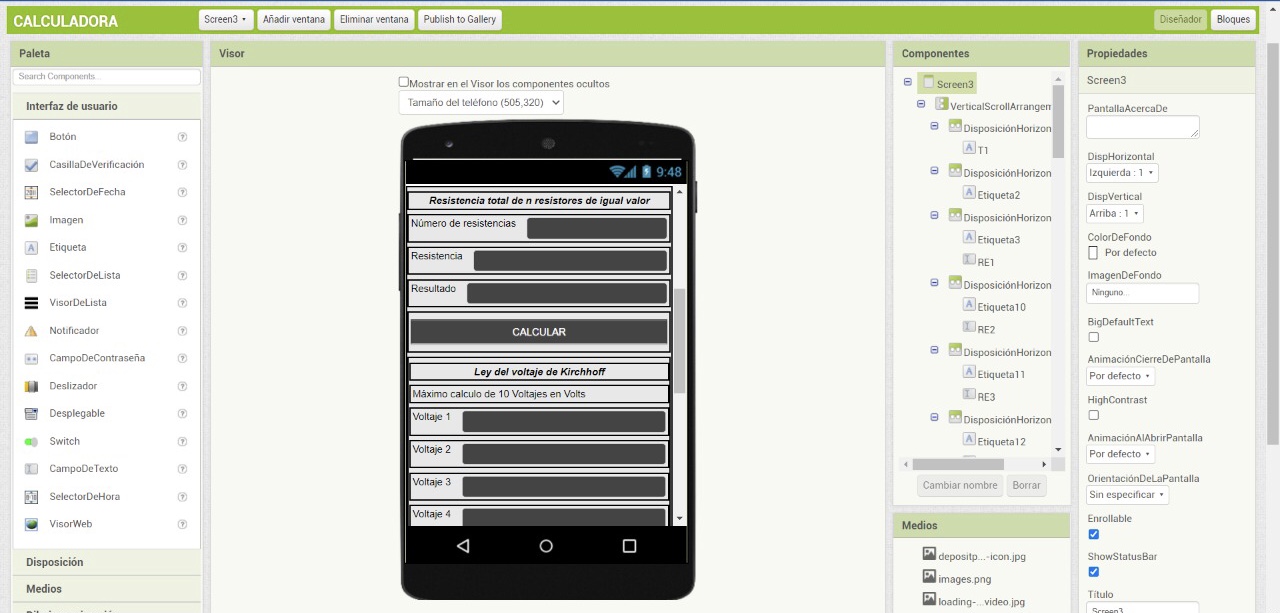 CALCULADORA
Screen3
Añadir ventana
Eliminar ventana
Publish to Gallery
Diseñador
Bloques
Paleta
Search Components...
Interfaz de usuario
Botón
CasillaDeVerificación
SelectorDeFecha
Imagen
Etiqueta
SelectorDeLista
VisorDeLista
Notificador
CampoDeContraseña
Deslizador
Desplegable
Switch
CampoDeTexto
SelectorDeHora
VisorWeb
Disposición
Medios
Visor
Mostrar en el Visor los componentes ocultos
Tamaño del teléfono (505,320)
9:48
Resistencia total de n resistores de igual valor
Número de resistencias
Resistencia
Resultado
CALCULAR
Ley del voltaje de Kirchhoff
Máximo calculo de 10 Voltajes en Volts
Voltaje 1
Voltaje 2
Voltaje 3
Voltaje 4
Componentes
Screen3
VerticalScrollArrangem
DisposiciónHorizon
T1
DisposiciónHorizon
Etiqueta2
DisposiciónHorizon
Etiqueta3
RE1
DisposiciónHorizon
Etiqueta10
RE2
DisposiciónHorizon
Etiqueta11
RE3
DisposiciónHorizon
Etiqueta12
Cambiar nombre
Borrar
Medios
depositp...-icon.jpg
images.png
loading-...video.jpg
Propiedades
Screen3
PantallaAcercaDe
DispHorizontal
Izquierda : 1
DispVertical
Arriba : 1
ColorDeFondo
Por defecto
ImagenDeFondo
Ninguno...
BigDefaultText
AnimaciónCierreDePantalla
Por defecto
HighContrast
AnimaciónAlAbrirPantalla
Por defecto
OrientaciónDeLaPantalla
Sin especificar
Enrollable
ShowStatusBar
Título
Screen3